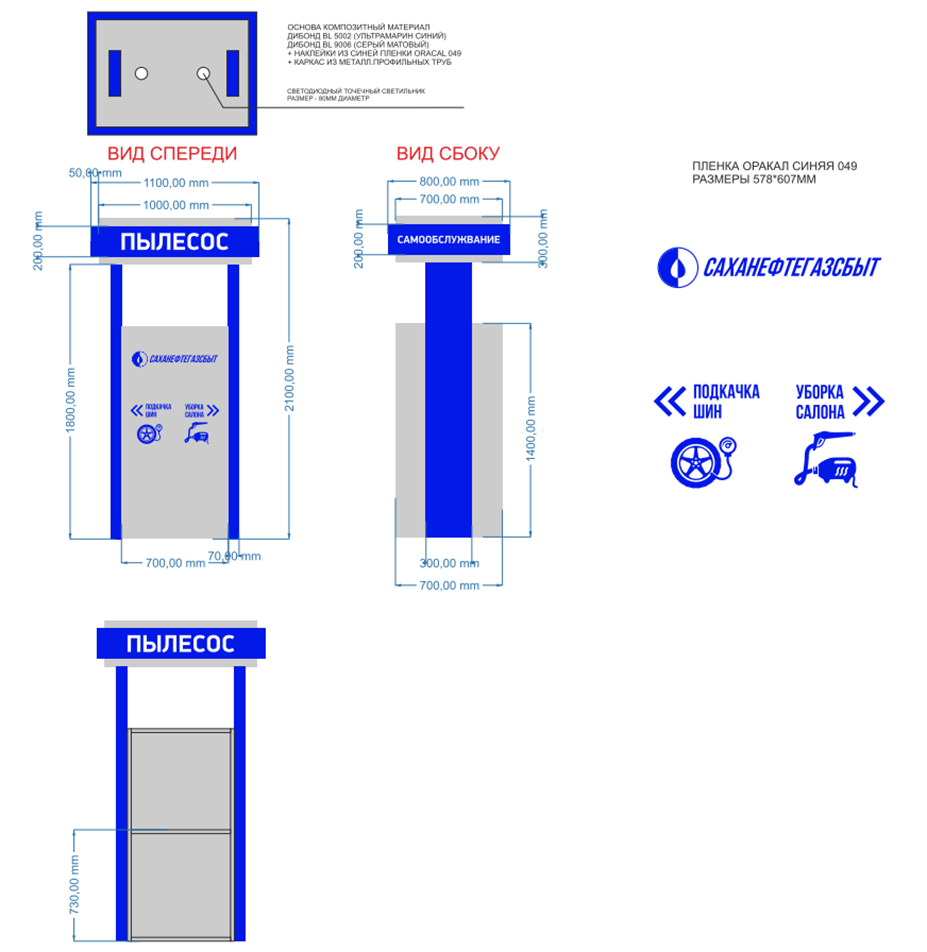 ОСНОВА КОМПОЗИТНЫЙ МАТЕРИАЛ
ДИБОНД BL 5002 (УЛЬТРАМАРИН СИНИЙ)
ДИБОНД BL 9006 (СЕРЫЙ МАТОВЫЙ)
+ НАКЛЕЙКИ ИЗ СИНЕЙ ПЛЕНКИ ORACAL 049
+ КАРКАС ИЗ МЕТАЛЛ.ПРОФИЛЬНЫХ ТРУБ
СВЕТОДИОДНЫЙ ТОЧЕЧНЫЙ СВЕТИЛЬНИК
РАЗМЕР - 80ММ ДИАМЕТР
ВИД СПЕРЕДИ
50,00 mm
1100,00 mm
1000,00 mm
200,00 mm
ПЫЛЕСОС
1800,00 mm
2100,00 mm
САХАНЕФТЕГАЗСБЫТ
ПОДКАЧКА
ШИН
УБОРКА
САЛОНА
700,00 mm
70,00 mm
ВИД СБОКУ
800,00 mm
700,00 mm
200,00 mm
300,00 mm
САМООБСЛУЖВАНИЕ
1400,00 mm
300,00 mm
700,00 mm
ПЛЕНКА ОРАКАЛ СИНЯЯ 049
РАЗМЕРЫ 578*607ММ
САХАНЕФТЕГАЗСБЫТ
ПОДКАЧКА
ШИН
УБОРКА
САЛОНА
ПЫЛЕСОС
730,00 mm